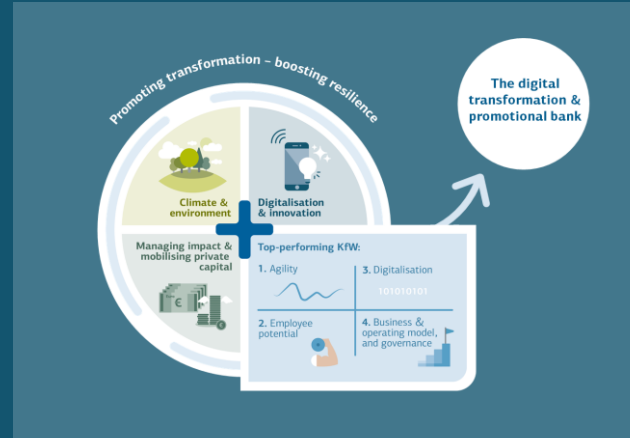 Promoting transformation – boosting resilience
The digital
transformation &
promotional bank
Climate &
environment
Digitalisation
& innovation
Managing impact &
mobilising private
capital
€
€
Top-performing KfW:
1. Agility
3. Digitalisation
101010101
2. Employee
potential
4. Business &
operating model,
and governance